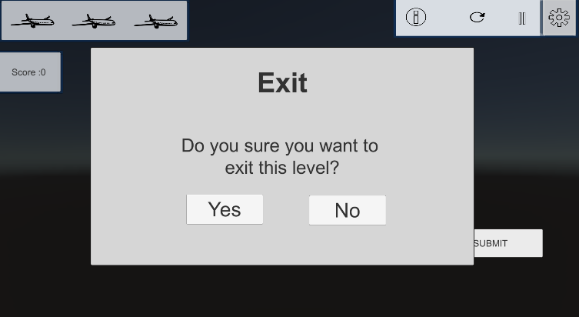 Score :0
Exit
Do you sure you want to
exit this level?
Yes
No
SUBMIT